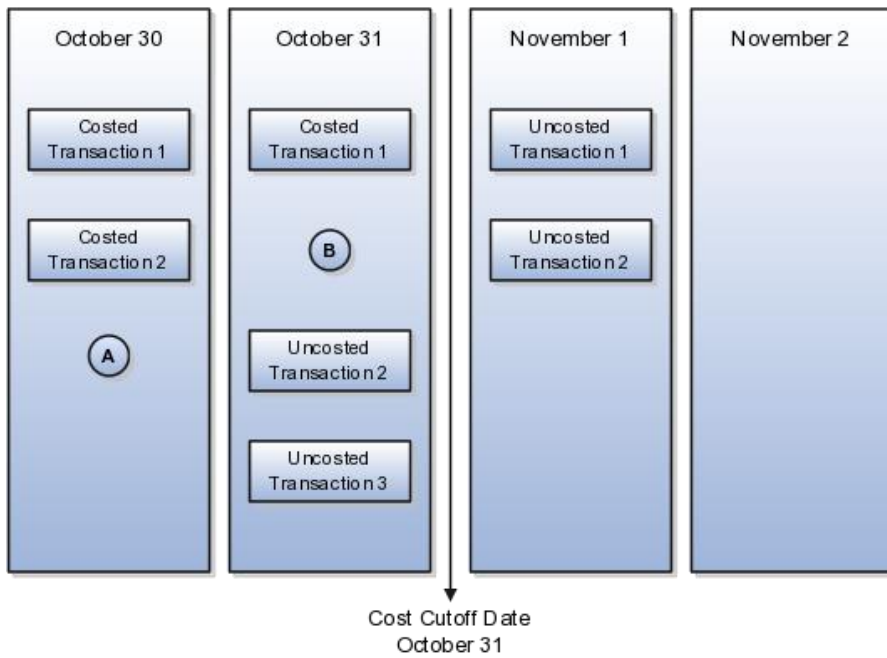 October 30
Costed
Transaction 1
Costed
Transaction 2
A
October 31
Costed
Transaction 1
B
Uncosted
Transaction 2
Uncosted
Transaction 3
November 1
Uncosted
Transaction 1
Uncosted
Transaction 2
November 2
Cost Cutoff Date
October 31